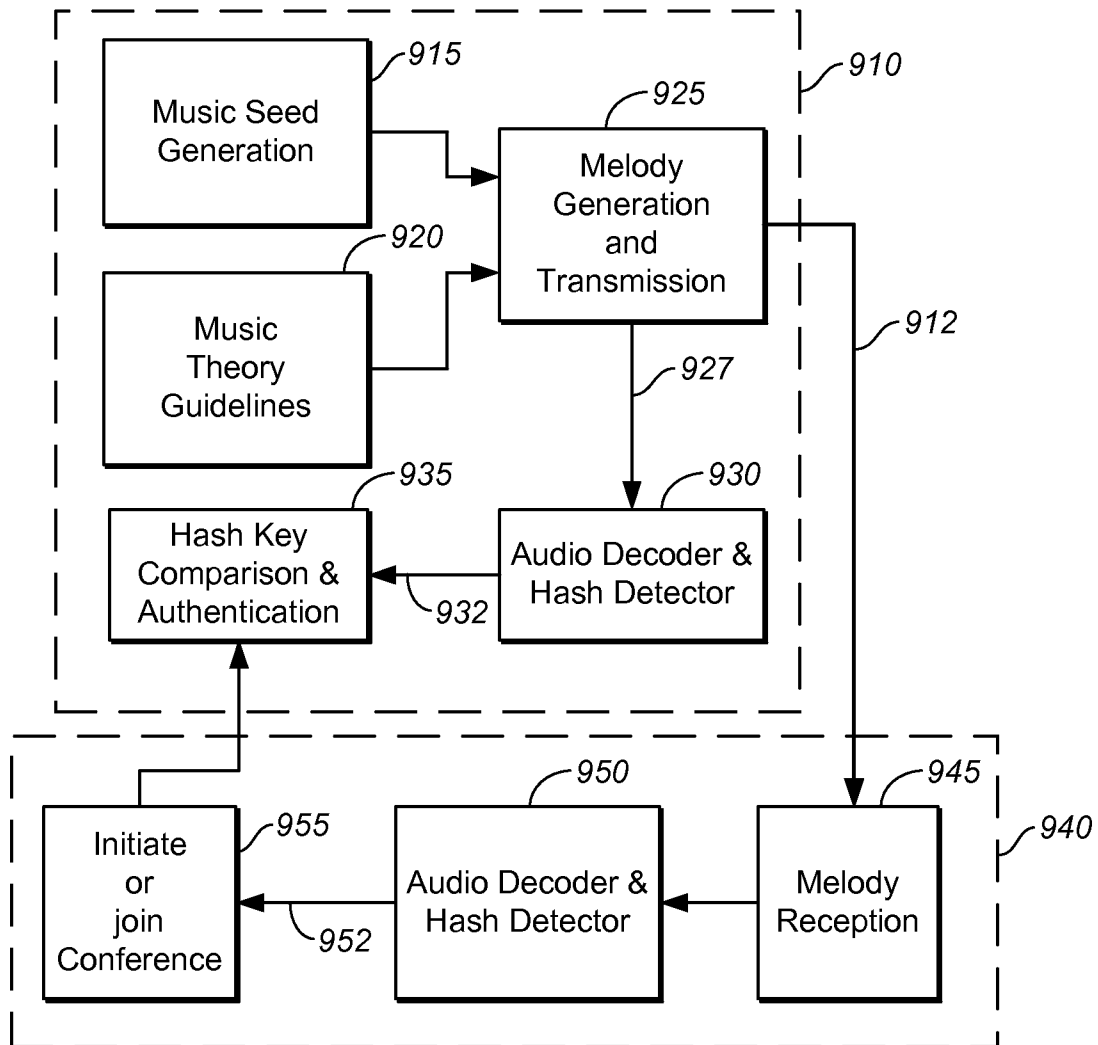 915
910
Music Seed
Generation
925
Melody
Generation
and
Transmission
920
Music
Theory
Guidelines
912
927
935
930
Hash Key
Comparison &
Authentication
932
Audio Decoder &
Hash Detector
950
945
955
940
Initiate
or
join
Conference
952
Audio Decoder &
Hash Detector
Melody
Reception